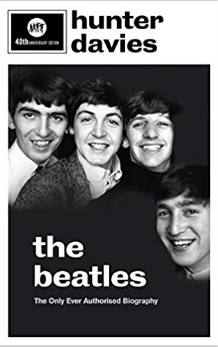 hunter
davies
40th ANNIVERSARY EDITION
the
beatles
The Only Ever Authorised Biography